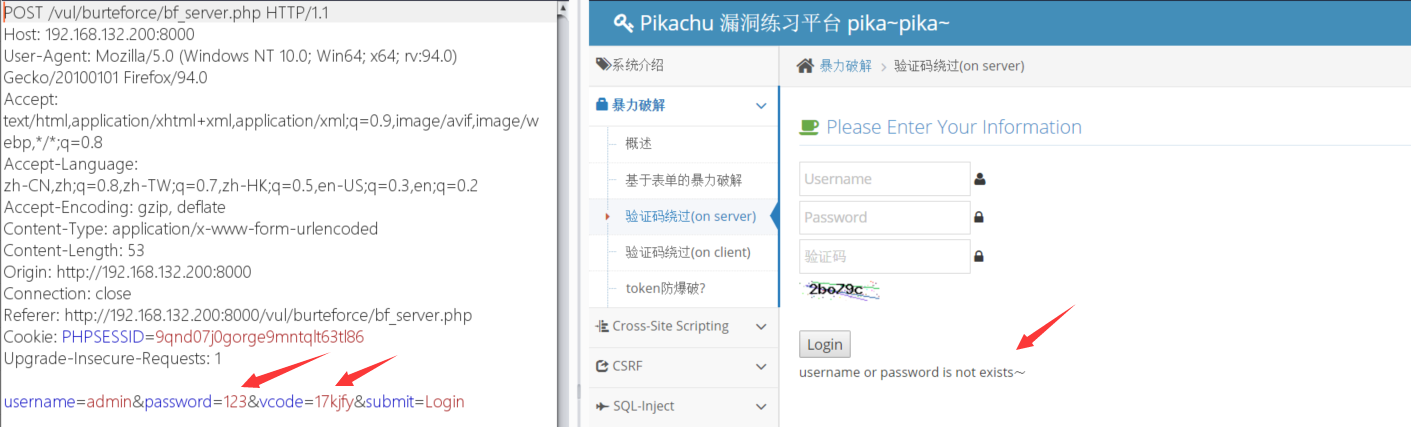 POST /vul/burteforce/bf_server.php HTTP/1.1
Host: 192.168.132.200:8000
User-Agent: Mozilla/5.0 (Windows NT 10.0; Win64; x64; rv:94.0)
Gecko/20100101 Firefox/94.0
Accept:
text/html,application/xhtml+xml,application/xml;q=0.9,image/avif,image/w
ebp,*/*;q=0.8
Accept-Language:
zh-CN,zh;q=0.8,zh-TW;q=0.7,zh-HK;q=0.5,en-US;q=0.3,en;q=0.2
Accept-Encoding: gzip, deflate
Content-Type: application/x-www-form-urlencoded
Content-Length: 53
Origin: http://192.168.132.200:8000
Connection: close
Referer: http://192.168.132.200:8000/vul/burteforce/bf_server.php
Cookie: PHPSESSID=9qnd07j0gorge9mntqlt63tl86
Upgrade-Insecure-Requests: 1
username=admin&password=123&vcode=17kjfy&submit=Login
Pikachu 漏洞练习平台 pika~pika~
系统介绍
暴力破解
概述
基于表单的暴力破解
验证码绕过(on server)
验证码绕过(on client)
token防爆破?
Cross-Site Scripting
CSRF
SQL-Inject
暴力破解 > 验证码绕过(on server)
Please Enter Your Information
Username
Password
验证码
2bo79c
Login
username or password is not exists~